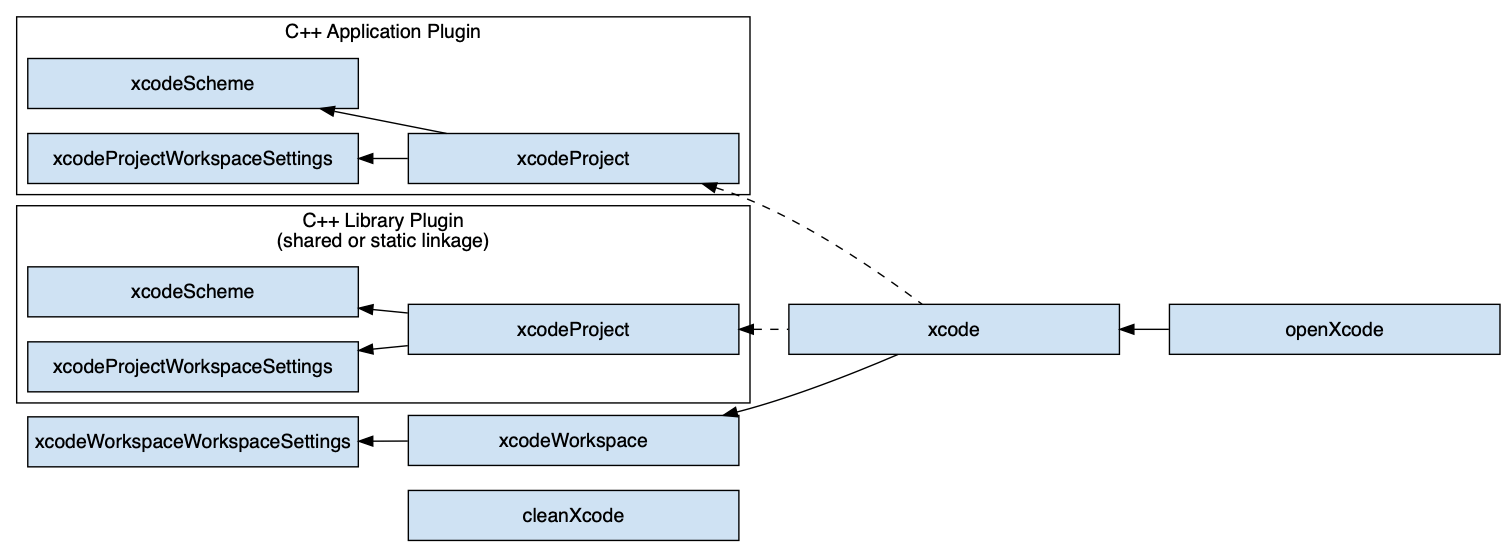 C++ Application Plugin
xcodeScheme
xcodeProjectWorkspaceSettings
xcodeProject
C++ Library Plugin
(shared or static linkage)
xcodeScheme
xcodeProject
xcodeProjectWorkspaceSettings
xcode
openXcode
xcodeWorkspaceWorkspaceSettings
xcodeWorkspace
cleanXcode